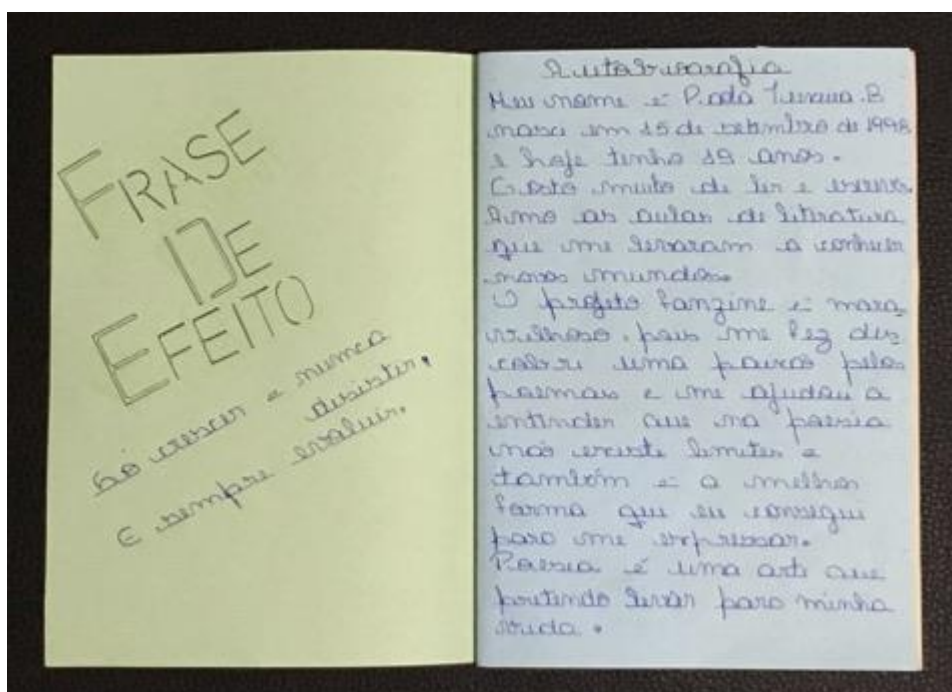 FRASE
DE
EFEITO
Só crescer e nunca
desistir.
E sempre evoluir.
Autobiografia
Meu nome é B
nasci em 15 de setembro de 1998
e hoje tenho 19 anos.
Gosto muito de ler e escrever.
Amo as aulas de literatura
que me levaram a conhecer
novos mundos.
O projeto fanzine é mara
vilhoso, pois me fez des
cobrir uma paixão pelos
poemas e me ajudou a
entender que na poesia
não existe limites e
também é a melhor
forma que eu consegui
para me expressar.
Poesia é uma arte que
pretendo levar para minha
vida.